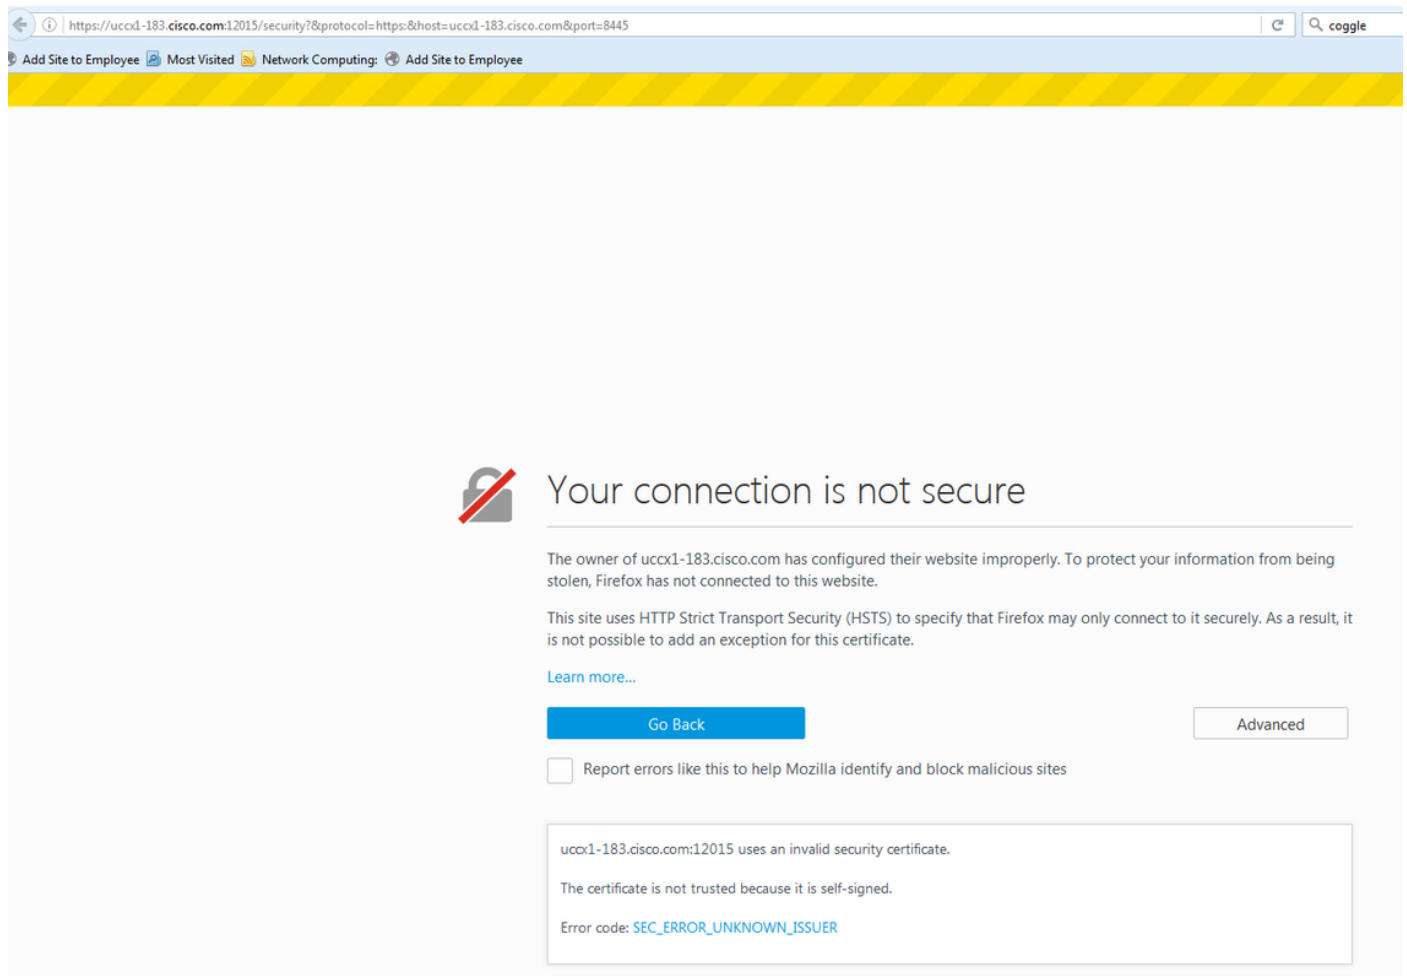 https://uccx1-183.cisco.com:12015/security?&protocol=https:&host=uccx1-183.cisco.com&port=8445
coggle
Add Site to Employee Most Visited Network Computing: Add Site to Employee
Your connection is not secure
The owner of uccx1-183.cisco.com has configured their website improperly. To protect your information from being
stolen, Firefox has not connected to this website.
This site uses HTTP Strict Transport Security (HSTS) to specify that Firefox may only connect to it securely. As a result, it
is not possible to add an exception for this certificate.
Learn more...
Go Back
Advanced
Report errors like this to help Mozilla identify and block malicious sites
uccx1-183.cisco.com:12015 uses an invalid security certificate.
The certificate is not trusted because it is self-signed.
Error code: SEC_ERROR_UNKNOWN_ISSUER